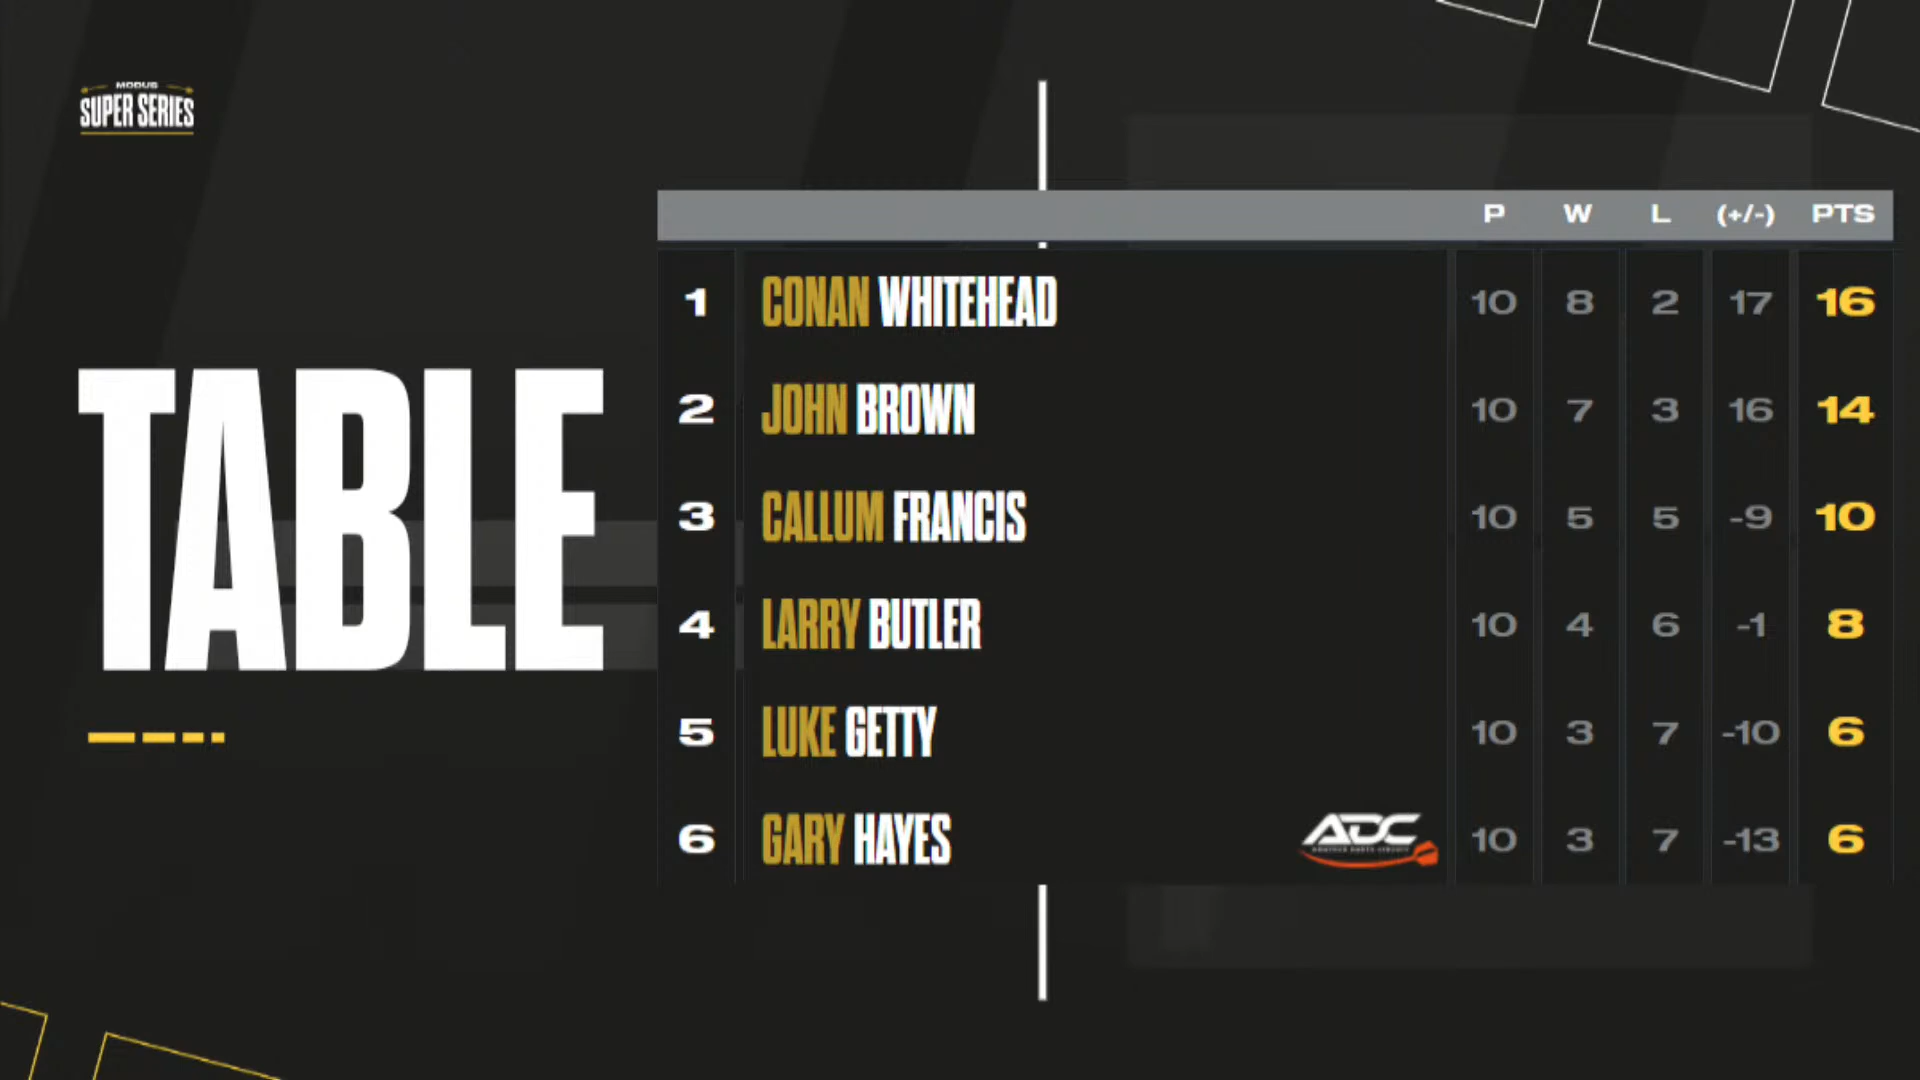 MODUS
SUPER SERIES
TABLE
P W L (+/-) PTS
1 CONAN WHITEHEAD 10 8 2 17 16
2 JOHN BROWN 10 7 3 16 14
3 CALLUM FRANCIS 10 5 5 -9 10
4 LARRY BUTLER 10 4 6 -1 8
5 LUKE GETTY 10 3 7 -10 6
6 GARY HAYES ADC 10 3 7 -13 6